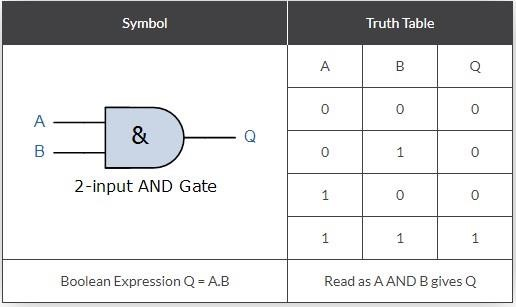 Symbol Truth Table
A B Q
0 0 0
A
& Q
0 1 0
B
2-input AND Gate
1 0 0
1 1 1
Boolean Expression Q = A.B Read as A AND B gives Q